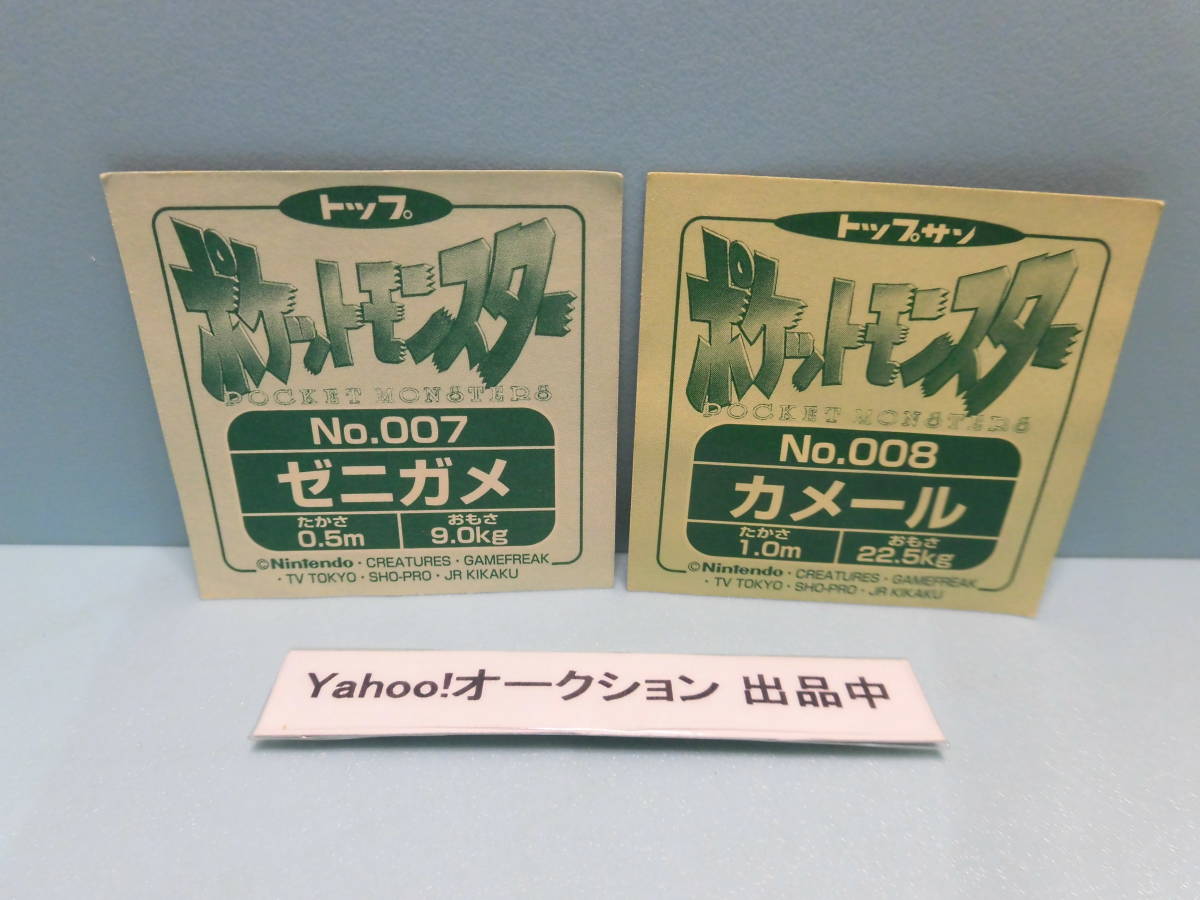 トップ
ポケットモンスター
POCKET MONSTERS
No.007
ゼニガメ
たかさ
0.5m
おもさ
9.0kg
©Nintendo・CREATURES・GAMEFREAK
・TV TOKYO・SHO-PRO・JR KIKAKU
トップサン
ポケットモンスター
POCKET MONSTERS
No.008
カメール
たかさ
1.0m
おもさ
22.5kg
©Nintendo・CREATURES・GAMEFREAK
・TV TOKYO・SHO-PRO・JR KIKAKU
Yahoo!オークション 出品中